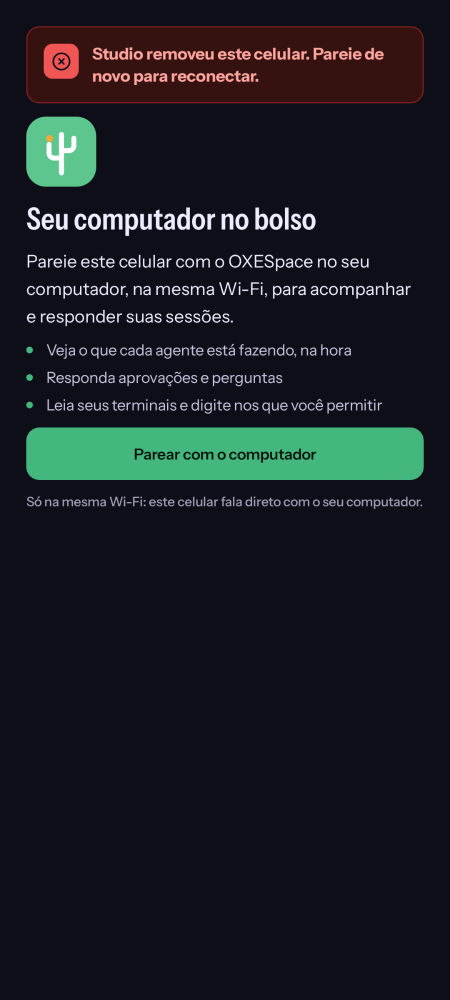 Studio removeu este celular. Pareie de
novo para reconectar.
Seu computador no bolso
Pareie este celular com o OXESpace no seu
computador, na mesma Wi-Fi, para acompanhar
e responder suas sessões.
Veja o que cada agente está fazendo, na hora
Responda aprovações e perguntas
Leia seus terminais e digite nos que você permitir
Parear com o computador
Só na mesma Wi-Fi: este celular fala direto com o seu computador.